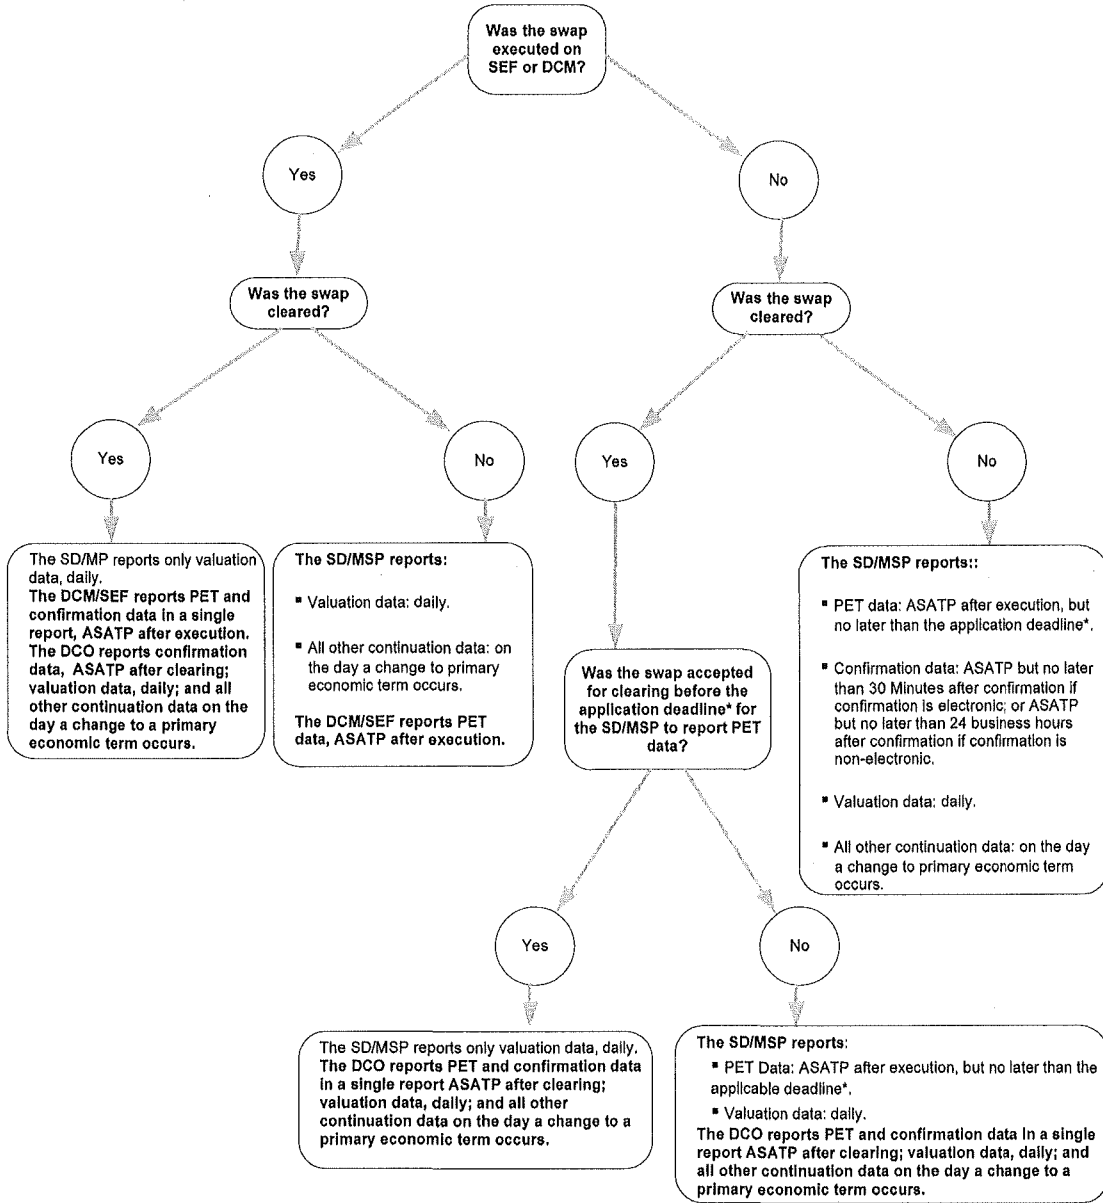 Was the swap
executed on
SEF or DCM?
Yes
No
Was the swap
cleared?
Was the swap
cleared?
Yes
No
Yes
No
The SD/MP reports only valuation
data, daily.
The DCM/SEF reports PET and
confirmation data in a single
report, ASATP after execution.
The DCO reports confirmation
data, ASATP after clearing;
valuation data, daily; and all
other continuation data on the
day a change to a primary
economic term occurs.
The SD/MSP reports:
▪ Valuation data: daily.
▪ All other continuation data: on
the day a change to primary
economic term occurs.
The DCM/SEF reports PET
data, ASATP after execution.
Was the swap accepted
for clearing before the
application deadline* for
the SD/MSP to report PET
data?
The SD/MSP reports::
▪ PET data: ASATP after execution, but
no later than the application deadline*.
▪ Confirmation data: ASATP but no later
than 30 Minutes after confirmation if
confirmation is electronic; or ASATP
but no later than 24 business hours
after confirmation if confirmation is
non-electronic.
▪ Valuation data: daily.
▪ All other continuation data: on the day
a change to primary economic term
occurs.
Yes
No
The SD/MSP reports only valuation data, daily.
The DCO reports PET and confirmation data
in a single report ASATP after clearing;
valuation data, daily; and all other
continuation data on the day a change to a
primary economic term occurs.
The SD/MSP reports:
▪ PET Data: ASATP after execution, but no later than the
applicable deadline*.
▪ Valuation data: daily.
The DCO reports PET and confirmation data in a single
report ASATP after clearing; valuation data, daily; and
all other continuation data on the day a change to a
primary economic term occurs.